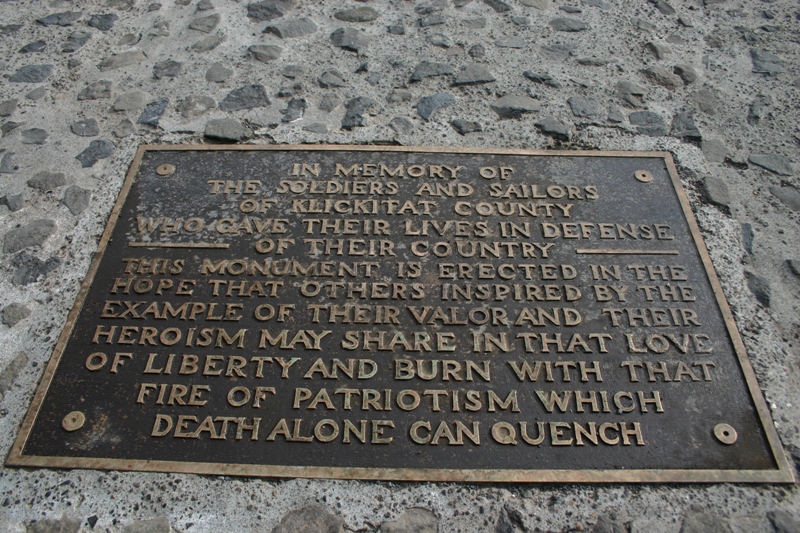 IN MEMORY OF
THE SOLDIERS AND SAILORS
OF KLICKITAT COUNTY
WHO GAVE THEIR LIVES IN DEFENSE
OF THEIR COUNTRY
THIS MONUMENT IS ERECTED IN THE
HOPE THAT OTHERS INSPIRED BY THE
EXAMPLE OF THEIR VALOR AND THEIR
HEROISM MAY SHARE IN THAT LOVE
OF LIBERTY AND BURN WITH THAT
FIRE OF PATRIOTISM WHICH
DEATH ALONE CAN QUENCH